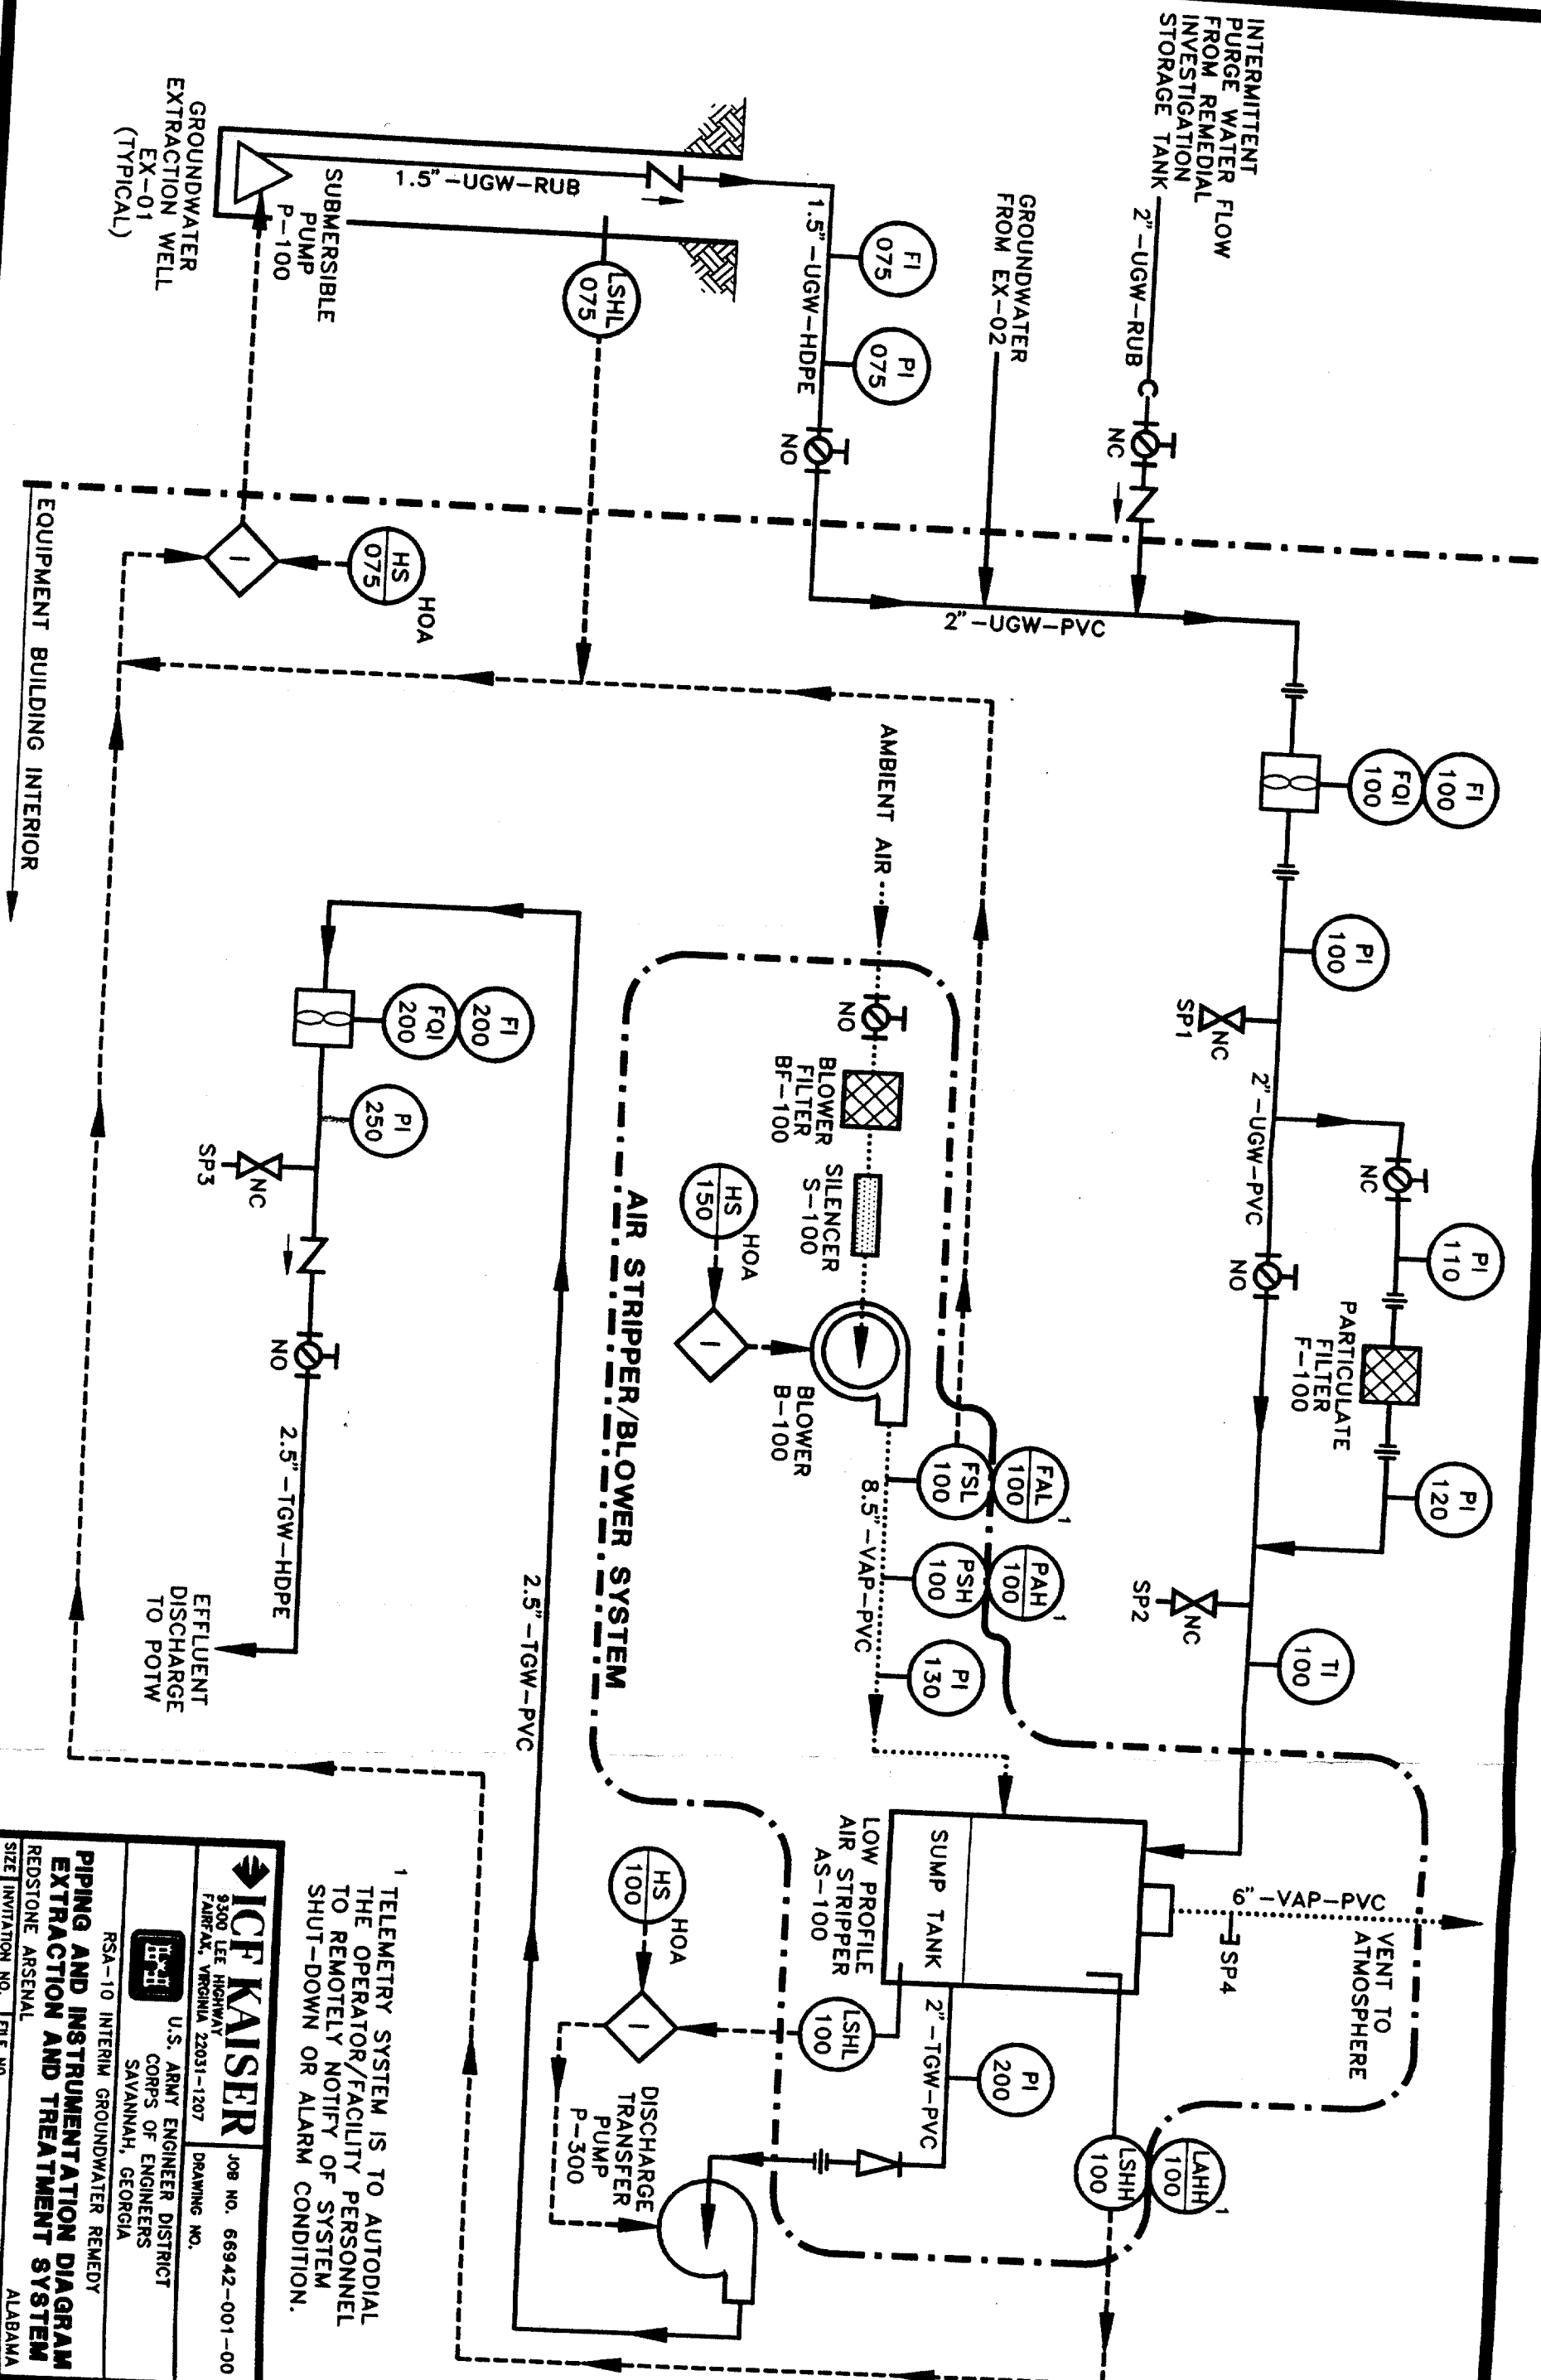 INTERMITTENT
PURGE WATER FLOW
FROM REMEDIAL
INVESTIGATION
STORAGE TANK
2"-UGW-RUB
NC
GROUNDWATER
FROM EX-02
FI
075
PI
075
1.5"-UGW-HDPE
NO
1.5"-UGW-RUB
SUBMERSIBLE
PUMP
P-100
GROUNDWATER
EXTRACTION WELL
EX-01
(TYPICAL)
LSHL
075
HS
075
HOA
I
EQUIPMENT BUILDING INTERIOR
2"-UGW-PVC
FI
100
FQI
100
PI
100
SP1
NC
2"-UGW-PVC
NC
PI
110
PARTICULATE
FILTER
F-100
PI
120
NO
SP2
NC
TI
100
AMBIENT AIR
NO
BLOWER
FILTER
BF-100
SILENCER
S-100
HS
150
HOA
I
BLOWER
B-100
FAL
100
1
FSL
100
PAH
100
1
PSH
100
8.5"-VAP-PVC
PI
130
AIR STRIPPER/BLOWER SYSTEM
6"-VAP-PVC
SP4
VENT TO
ATMOSPHERE
SUMP TANK
LOW PROFILE
AIR STRIPPER
AS-100
LAHH
100
1
LSHH
100
LSHL
100
2"-TGW-PVC
PI
200
HS
100
HOA
I
DISCHARGE
TRANSFER
PUMP
P-300
2.5"-TGW-PVC
FI
200
FQI
200
PI
250
SP3
NC
NO
2.5"-TGW-HDPE
EFFLUENT
DISCHARGE
TO POTW
1 TELEMETRY SYSTEM IS TO AUTODIAL
THE OPERATOR/FACILITY PERSONNEL
TO REMOTELY NOTIFY OF SYSTEM
SHUT-DOWN OR ALARM CONDITION.
ICF KAISER
9300 LEE HIGHWAY
FAIRFAX, VIRGINIA 22031-1207
JOB NO. 66942-001-00
DRAWING NO.
U.S. ARMY ENGINEER DISTRICT
CORPS OF ENGINEERS
SAVANNAH, GEORGIA
RSA-10 INTERIM GROUNDWATER REMEDY
PIPING AND INSTRUMENTATION DIAGRAM
EXTRACTION AND TREATMENT SYSTEM
REDSTONE ARSENAL ALABAMA
SIZE INVITATION NO. FILE NO.